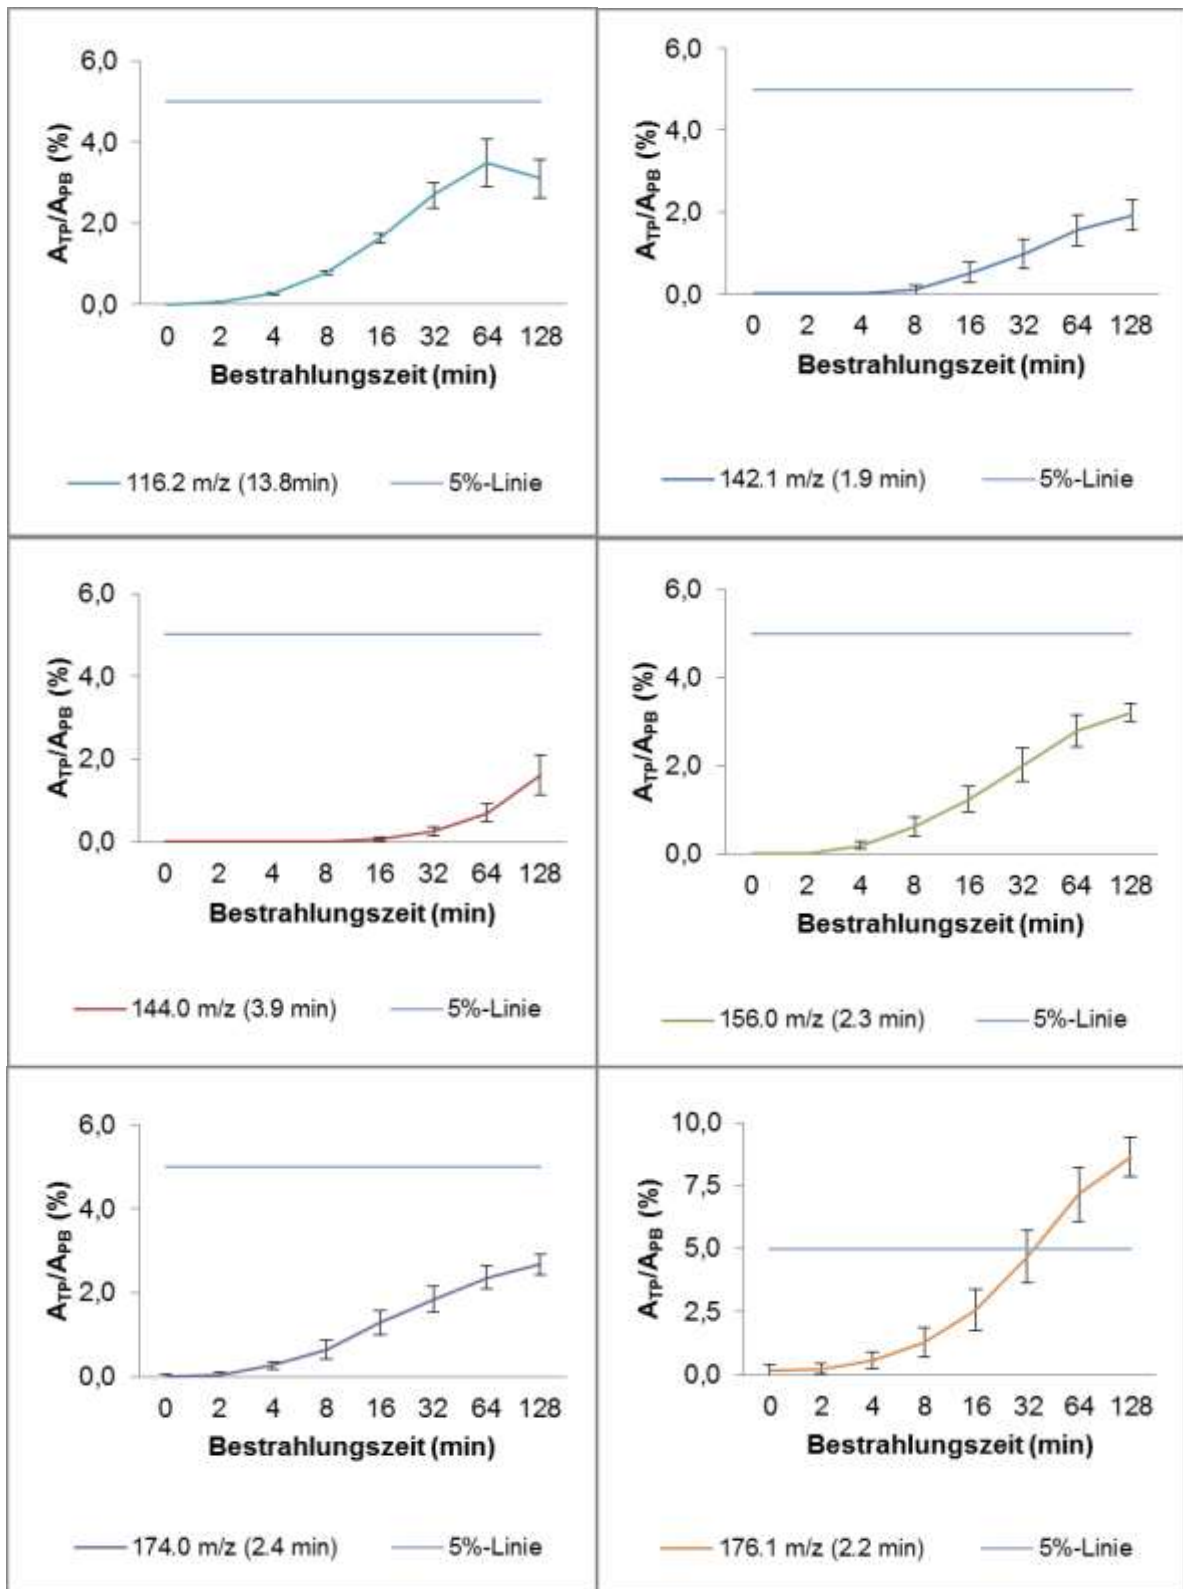 A_TP/A_PB (%)
6,0
4,0
2,0
0,0
0 2 4 8 16 32 64 128
Bestrahlungszeit (min)
116.2 m/z (13.8min) 5%-Linie
A_TP/A_PB (%)
6,0
4,0
2,0
0,0
0 2 4 8 16 32 64 128
Bestrahlungszeit (min)
142.1 m/z (1.9 min) 5%-Linie
A_TP/A_PB (%)
6,0
4,0
2,0
0,0
0 2 4 8 16 32 64 128
Bestrahlungszeit (min)
144.0 m/z (3.9 min) 5%-Linie
A_TP/A_PB (%)
6,0
4,0
2,0
0,0
0 2 4 8 16 32 64 128
Bestrahlungszeit (min)
156.0 m/z (2.3 min) 5%-Linie
A_TP/A_PB (%)
6,0
4,0
2,0
0,0
0 2 4 8 16 32 64 128
Bestrahlungszeit (min)
174.0 m/z (2.4 min) 5%-Linie
A_TP/A_PB (%)
10,0
7,5
5,0
2,5
0,0
0 2 4 8 16 32 64 128
Bestrahlungszeit (min)
176.1 m/z (2.2 min) 5%-Linie